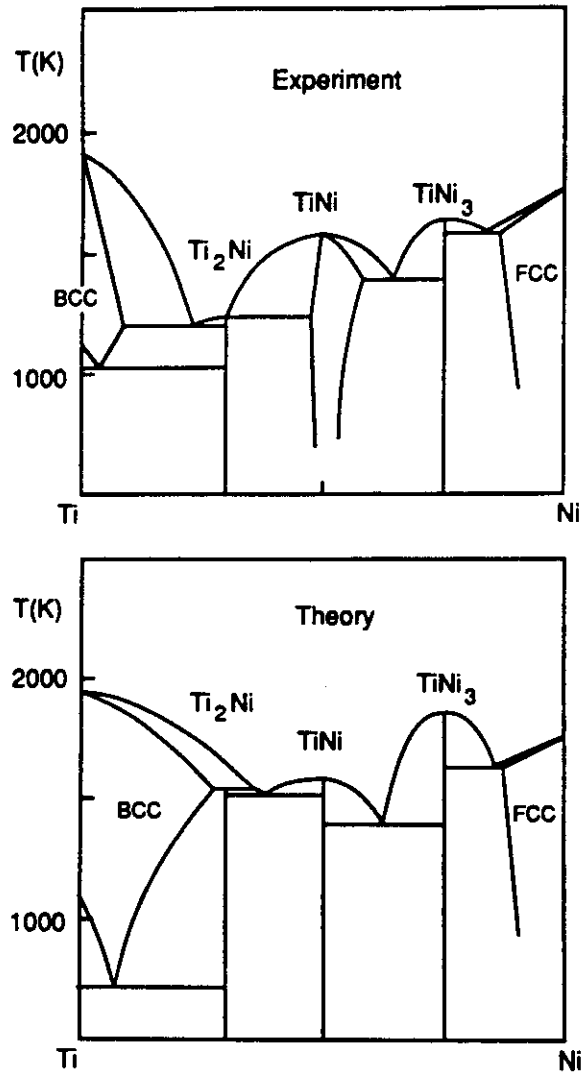 T(K)
Experiment
2000
TiNi
TiNi₃
Ti₂Ni
BCC
FCC
1000
Ti
Ni
T(K)
Theory
2000
Ti₂Ni
TiNi₃
TiNi
BCC
FCC
1000
Ti
Ni